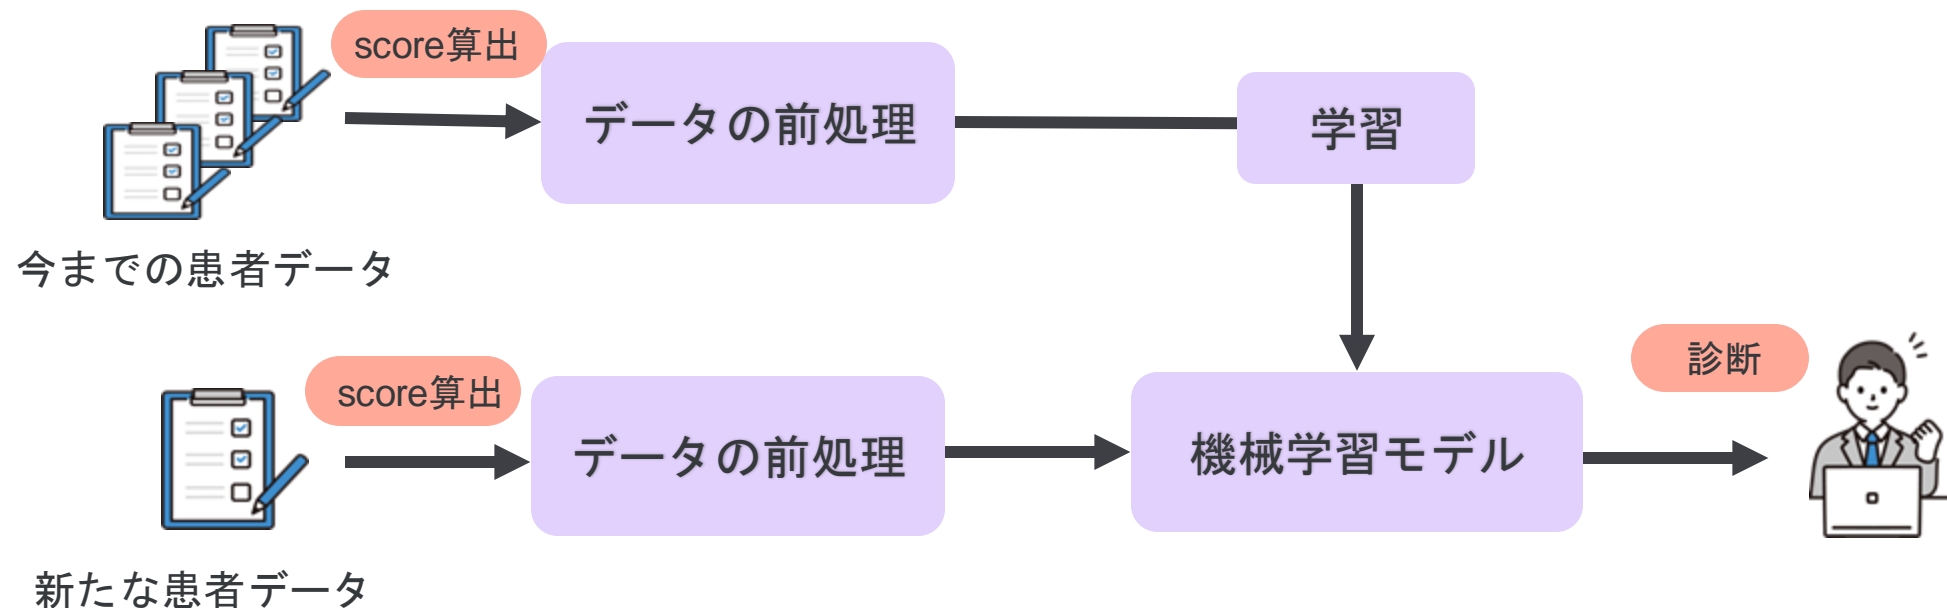 score算出
データの前処理
学習
今までの患者データ
score算出
データの前処理
機械学習モデル
診断
新たな患者データ